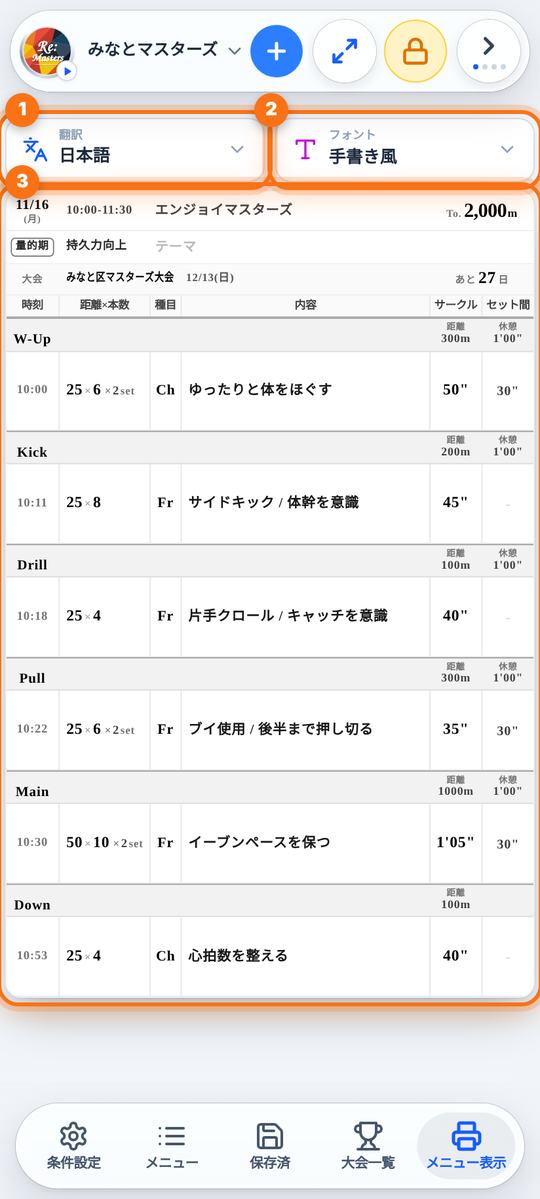 Re:
Masters
みなとマスターズ
1
2
翻訳
日本語
フォント
手書き風
3
11/16
(月)
10:00-11:30 エンジョイマスターズ To. 2,000m
量的期 持久力向上 テーマ
大会 みなと区マスターズ大会 12/13(日) あと 27 日
時刻 距離×本数 種目 内容 サークル セット間
W-Up 距離 300m 休憩 1'00"
10:00 25×6 ×2set Ch ゆったりと体をほぐす 50" 30"
Kick 距離 200m 休憩 1'00"
10:11 25×8 Fr サイドキック / 体幹を意識 45" –
Drill 距離 100m 休憩 1'00"
10:18 25×4 Fr 片手クロール / キャッチを意識 40" –
Pull 距離 300m 休憩 1'00"
10:22 25×6 ×2set Fr ブイ使用 / 後半まで押し切る 35" 30"
Main 距離 1000m 休憩 1'00"
10:30 50×10 ×2set Fr イーブンペースを保つ 1'05" 30"
Down 距離 100m
10:53 25×4 Ch 心拍数を整える 40" –
条件設定 メニュー 保存済 大会一覧 メニュー表示